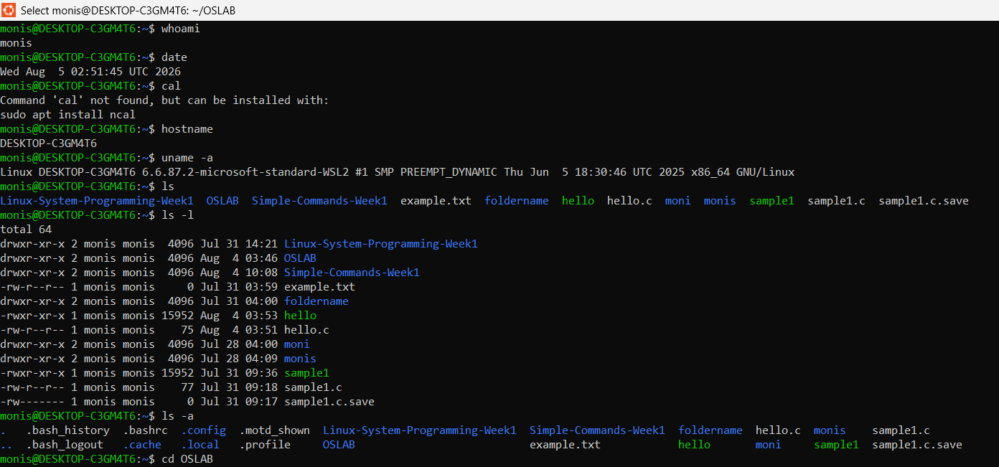 Select monis@DESKTOP-C3GM4T6: ~/OSLAB
monis@DESKTOP-C3GM4T6:~$ whoami
monis
monis@DESKTOP-C3GM4T6:~$ date
Wed Aug  5 02:51:45 UTC 2026
monis@DESKTOP-C3GM4T6:~$ cal
Command 'cal' not found, but can be installed with:
sudo apt install ncal
monis@DESKTOP-C3GM4T6:~$ hostname
DESKTOP-C3GM4T6
monis@DESKTOP-C3GM4T6:~$ uname -a
Linux DESKTOP-C3GM4T6 6.6.87.2-microsoft-standard-WSL2 #1 SMP PREEMPT_DYNAMIC Thu Jun  5 18:30:46 UTC 2025 x86_64 GNU/Linux
monis@DESKTOP-C3GM4T6:~$ ls
Linux-System-Programming-Week1  OSLAB  Simple-Commands-Week1  example.txt  foldername  hello  hello.c  moni  monis  sample1  sample1.c  sample1.c.save
monis@DESKTOP-C3GM4T6:~$ ls -l
total 64
drwxr-xr-x 2 monis monis  4096 Jul 31 14:21 Linux-System-Programming-Week1
drwxr-xr-x 2 monis monis  4096 Aug  4 03:46 OSLAB
drwxr-xr-x 2 monis monis  4096 Aug  4 10:08 Simple-Commands-Week1
-rw-r--r-- 1 monis monis     0 Jul 31 03:59 example.txt
drwxr-xr-x 2 monis monis  4096 Jul 31 04:00 foldername
-rwxr-xr-x 1 monis monis 15952 Aug  4 03:53 hello
-rw-r--r-- 1 monis monis    75 Aug  4 03:51 hello.c
drwxr-xr-x 2 monis monis  4096 Jul 28 04:00 moni
drwxr-xr-x 2 monis monis  4096 Jul 28 04:09 monis
-rwxr-xr-x 1 monis monis 15952 Jul 31 09:36 sample1
-rw-r--r-- 1 monis monis    77 Jul 31 09:18 sample1.c
-rw------- 1 monis monis     0 Jul 31 09:17 sample1.c.save
monis@DESKTOP-C3GM4T6:~$ ls -a
.   .bash_history  .bashrc  .config  .motd_shown  Linux-System-Programming-Week1  Simple-Commands-Week1  foldername  hello.c  monis    sample1.c
..  .bash_logout   .cache   .local   .profile     OSLAB                           example.txt            hello       moni     sample1  sample1.c.save
monis@DESKTOP-C3GM4T6:~$ cd OSLAB